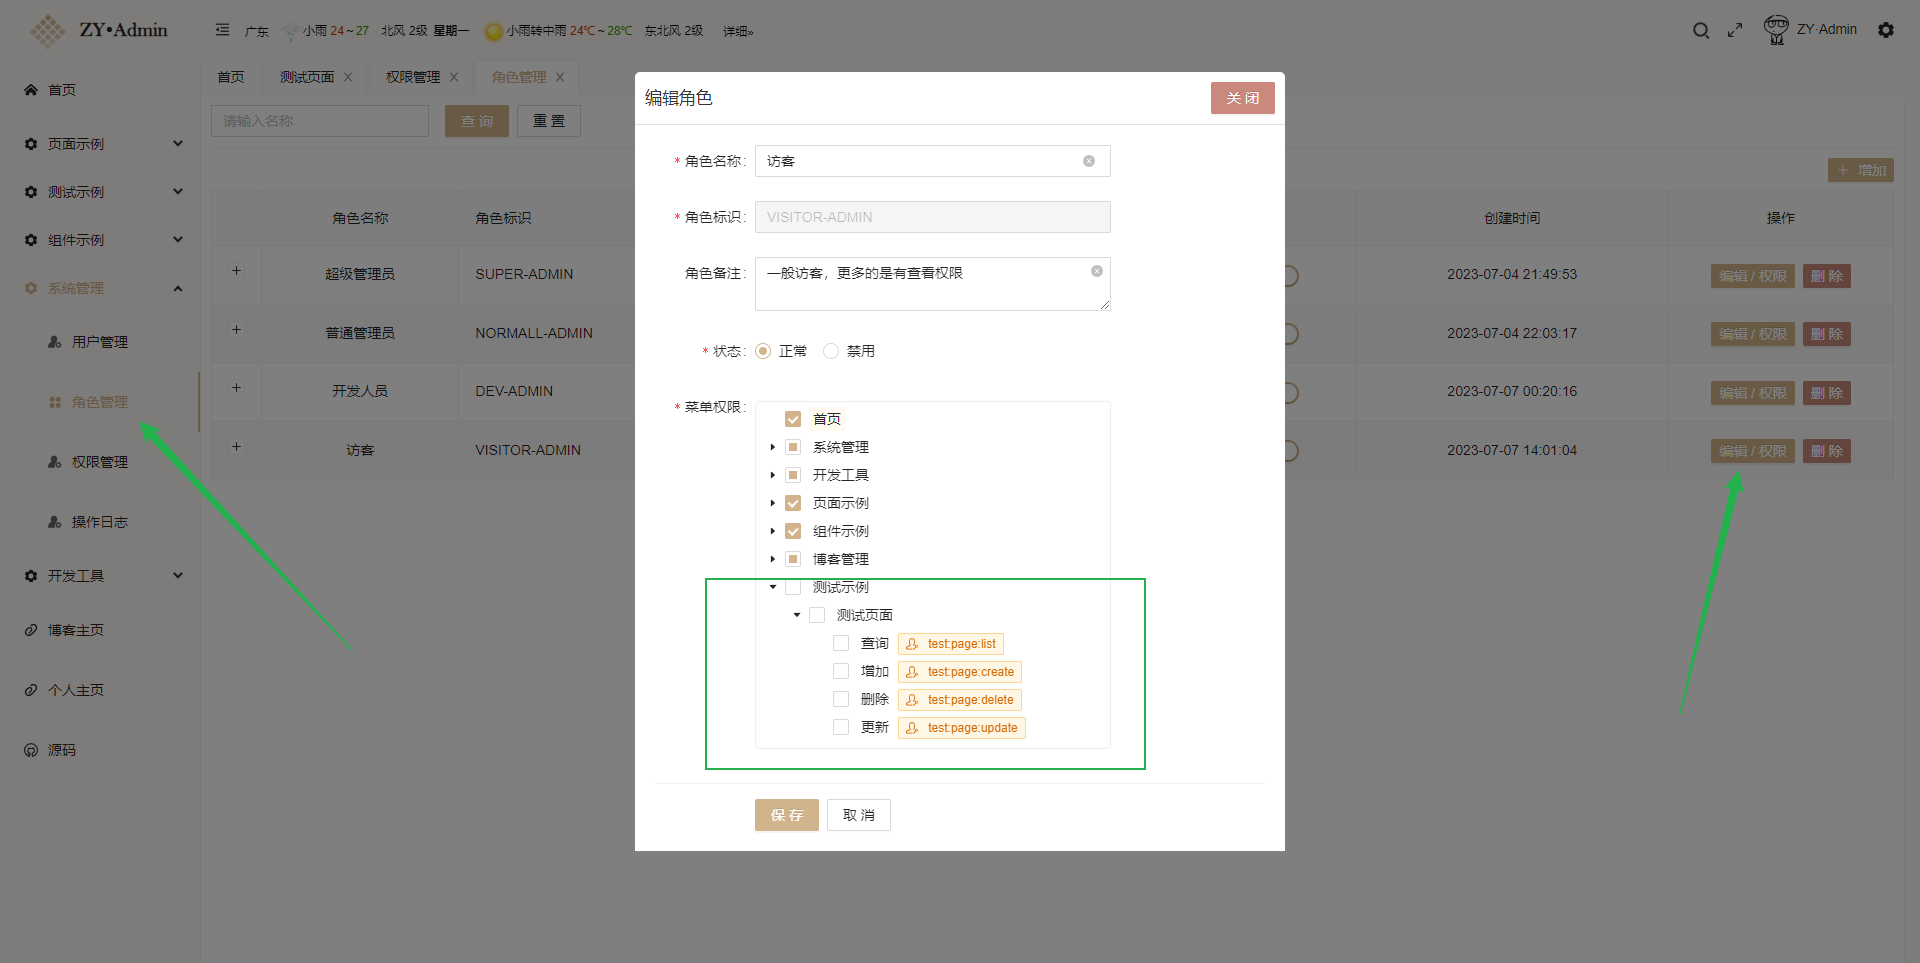 ZY•Admin
广东 小雨 24～27 北风 2级 星期一 小雨转中雨 24℃～28℃ 东北风 2级 详细»
ZY·Admin
首页
页面示例
测试示例
组件示例
系统管理
用户管理
角色管理
权限管理
操作日志
开发工具
博客主页
个人主页
源码
首页 测试页面 权限管理 角色管理
请输入名称 查 询 重 置
+ 增加
角色名称 角色标识 创建时间 操作
+ 超级管理员 SUPER-ADMIN 2023-07-04 21:49:53 编辑 / 权限 删 除
+ 普通管理员 NORMALL-ADMIN 2023-07-04 22:03:17 编辑 / 权限 删 除
+ 开发人员 DEV-ADMIN 2023-07-07 00:20:16 编辑 / 权限 删 除
+ 访客 VISITOR-ADMIN 2023-07-07 14:01:04 编辑 / 权限 删 除
编辑角色 关 闭
* 角色名称: 访客
* 角色标识: VISITOR-ADMIN
角色备注: 一般访客，更多的是有查看权限
* 状态: 正常 禁用
* 菜单权限: 首页
系统管理
开发工具
页面示例
组件示例
博客管理
测试示例
测试页面
查询 test:page:list
增加 test:page:create
删除 test:page:delete
更新 test:page:update
保 存 取 消